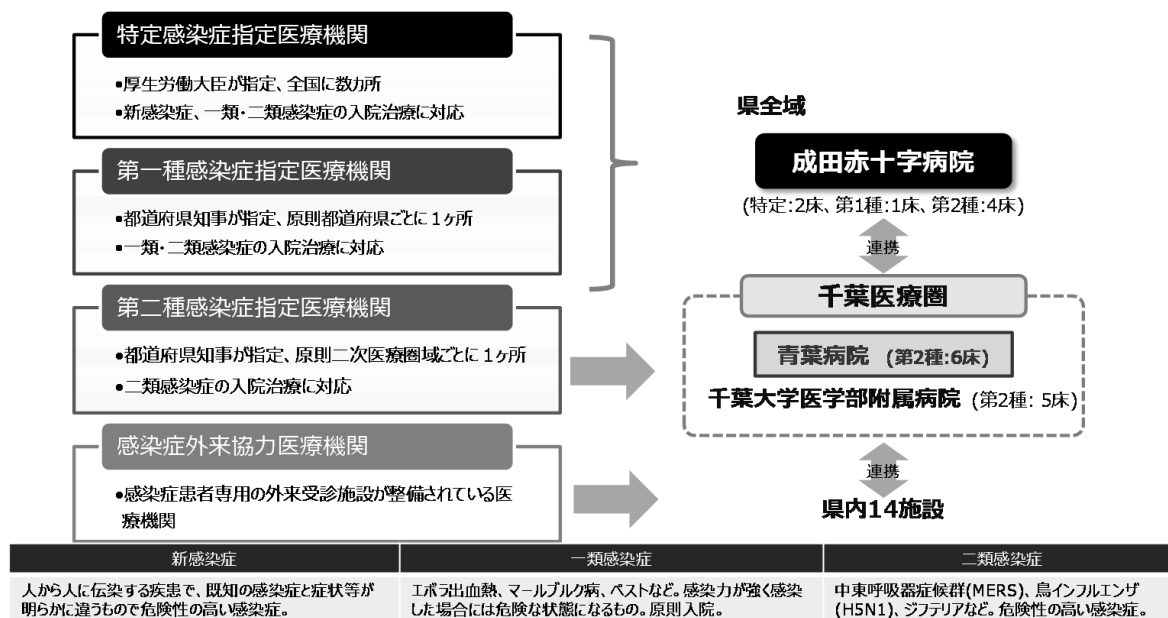 特定感染症指定医療機関
•厚生労働大臣が指定、全国に数カ所
•新感染症、一類・二類感染症の入院治療に対応
第一種感染症指定医療機関
•都道府県知事が指定、原則都道府県ごとに1ヶ所
•一類・二類感染症の入院治療に対応
第二種感染症指定医療機関
•都道府県知事が指定、原則二次医療圏域ごとに1ヶ所
•二類感染症の入院治療に対応
感染症外来協力医療機関
•感染症患者専用の外来受診施設が整備されている医
療機関
県全域
成田赤十字病院
(特定:2床、第1種:1床、第2種:4床)
連携
千葉医療圏
青葉病院 (第2種:6床)
千葉大学医学部附属病院 (第2種: 5床)
連携
県内14施設
新感染症
人から人に伝染する疾患で、既知の感染症と症状等が
明らかに違うもので危険性の高い感染症。
一類感染症
エボラ出血熱、マールブルク病、ペストなど。感染力が強く感染
した場合には危険な状態になるもの。原則入院。
二類感染症
中東呼吸器症候群(MERS)、鳥インフルエンザ
(H5N1)、ジフテリアなど。危険性の高い感染症。